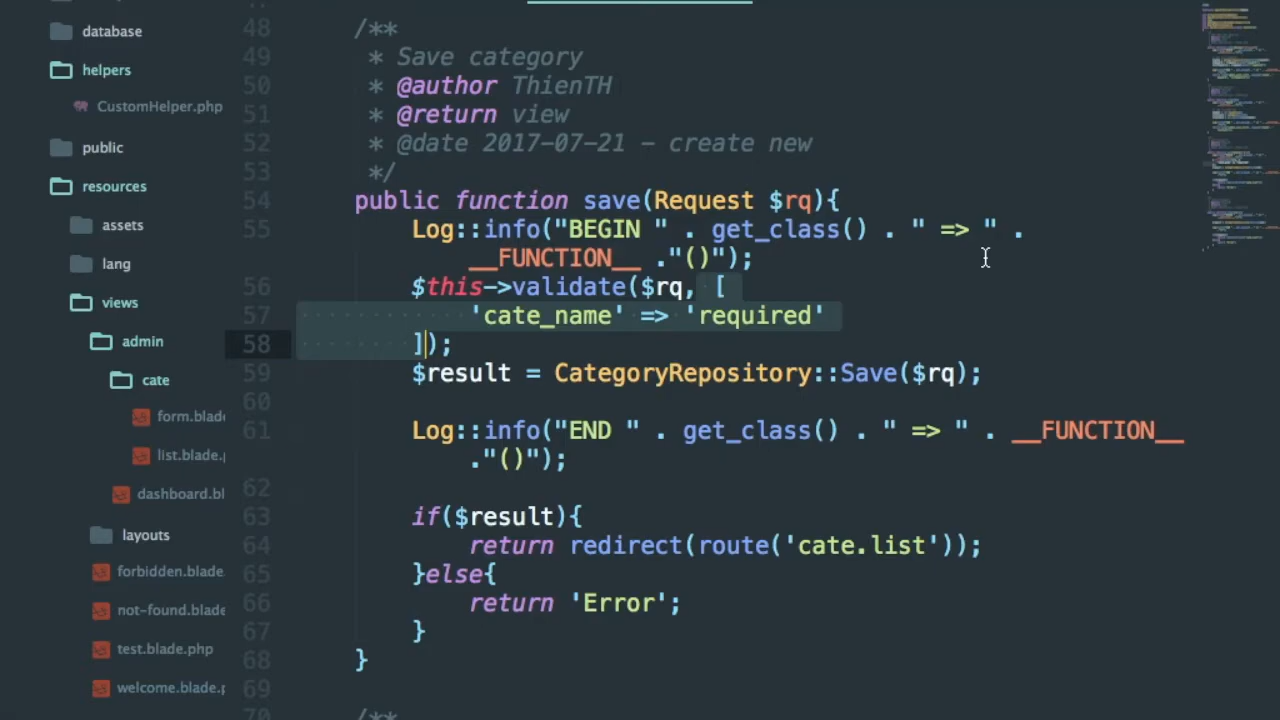 database
helpers
CustomHelper.php
public
resources
assets
lang
views
admin
cate
form.blade
list.blade.p
dashboard.bl
layouts
forbidden.blade.
not-found.blade
test.blade.php
welcome.blade.p
48 /**
49 * Save category
50 * @author ThienTH
51 * @return view
52 * @date 2017-07-21 - create new
53 */
54 public function save(Request $rq){
55 Log::info("BEGIN " . get_class() . " => " .
__FUNCTION__ ."()");
56 $this->validate($rq, [
57 'cate_name' => 'required'
58 ]);
59 $result = CategoryRepository::Save($rq);
60
61 Log::info("END " . get_class() . " => " . __FUNCTION__
."()");
62
63 if($result){
64 return redirect(route('cate.list'));
65 }else{
66 return 'Error';
67 }
68 }
69
70 /**